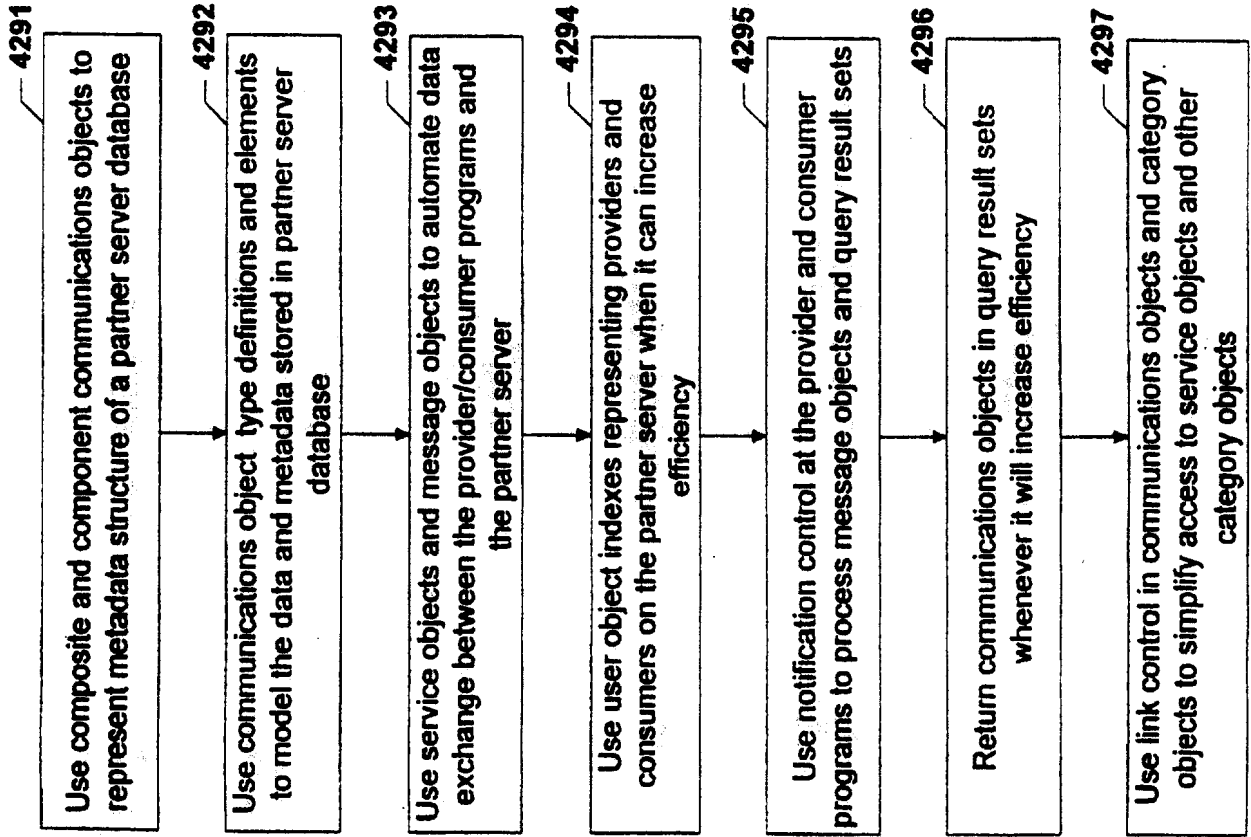 4291
Use composite and component communications objects to
represent metadata structure of a partner server database
4292
Use communications object type definitions and elements
to model the data and metadata stored in partner server
database
4293
Use service objects and message objects to automate data
exchange between the provider/consumer programs and
the partner server
4294
Use user object indexes representing providers and
consumers on the partner server when it can increase
efficiency
4295
Use notification control at the provider and consumer
programs to process message objects and query result sets
4296
Return communications objects in query result sets
whenever it will increase efficiency
4297
Use link control in communications objects and category
objects to simplify access to service objects and other
category objects